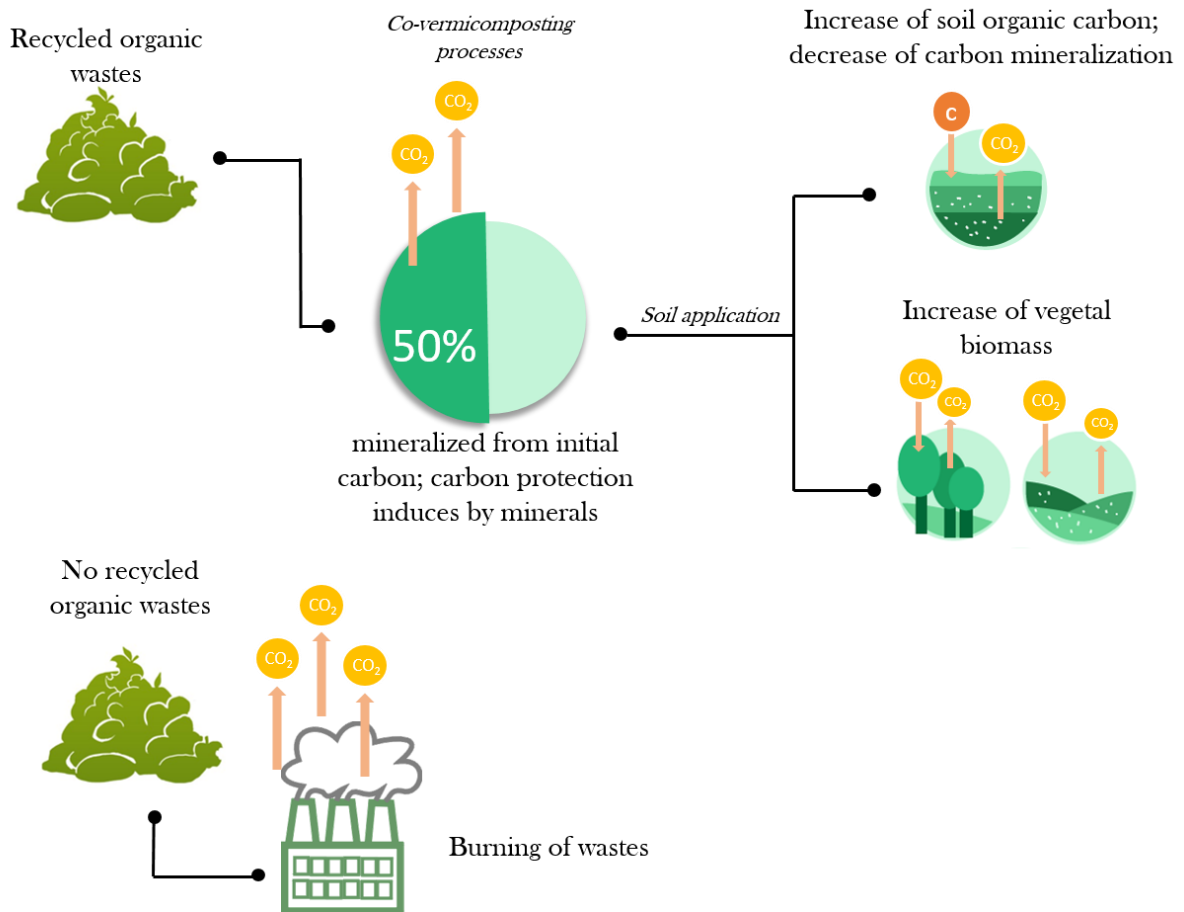 Recycled organic
wastes
Co-vermicomposting
processes
CO₂
CO₂
50%
mineralized from initial
carbon; carbon protection
induces by minerals
Soil application
Increase of soil organic carbon;
decrease of carbon mineralization
C
CO₂
Increase of vegetal
biomass
CO₂
CO₂
CO₂
CO₂
No recycled
organic wastes
CO₂
CO₂
CO₂
Burning of wastes